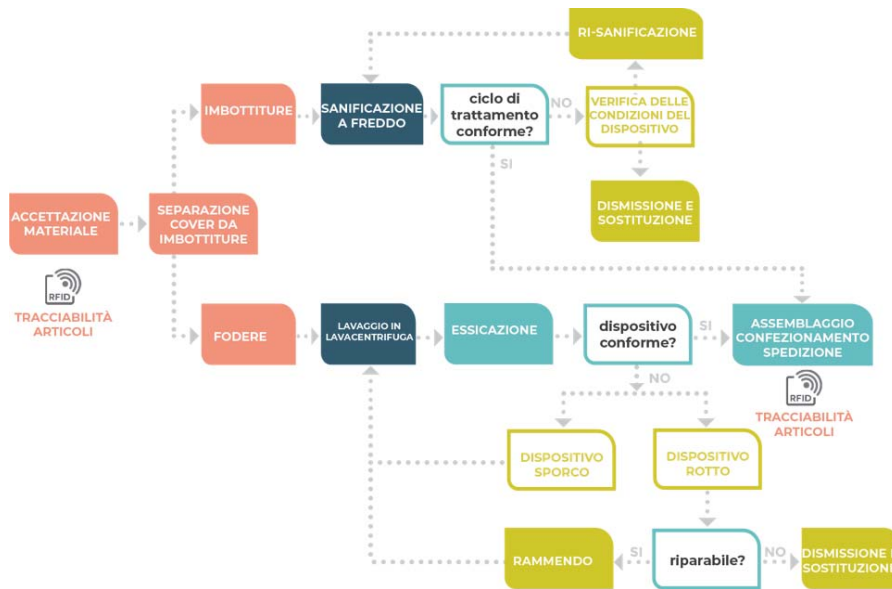 RI-SANIFICAZIONE
IMBOTTITURE
SANIFICAZIONE
A FREDDO
ciclo di
trattamento
conforme?
NO
VERIFICA DELLE
CONDIZIONI DEL
DISPOSITIVO
SI
DISMISSIONE E
SOSTITUZIONE
ACCETTAZIONE
MATERIALE
SEPARAZIONE
COVER DA
IMBOTTITURE
RFID
TRACCIABILITÀ
ARTICOLI
FODERE
LAVAGGIO IN
LAVACENTRIFUGA
ESSICAZIONE
dispositivo
conforme?
SI
ASSEMBLAGGIO
CONFEZIONAMENTO
SPEDIZIONE
NO
RFID
TRACCIABILITÀ
ARTICOLI
DISPOSITIVO
SPORCO
DISPOSITIVO
ROTTO
RAMMENDO
SI
riparabile?
NO
DISMISSIONE E
SOSTITUZIONE